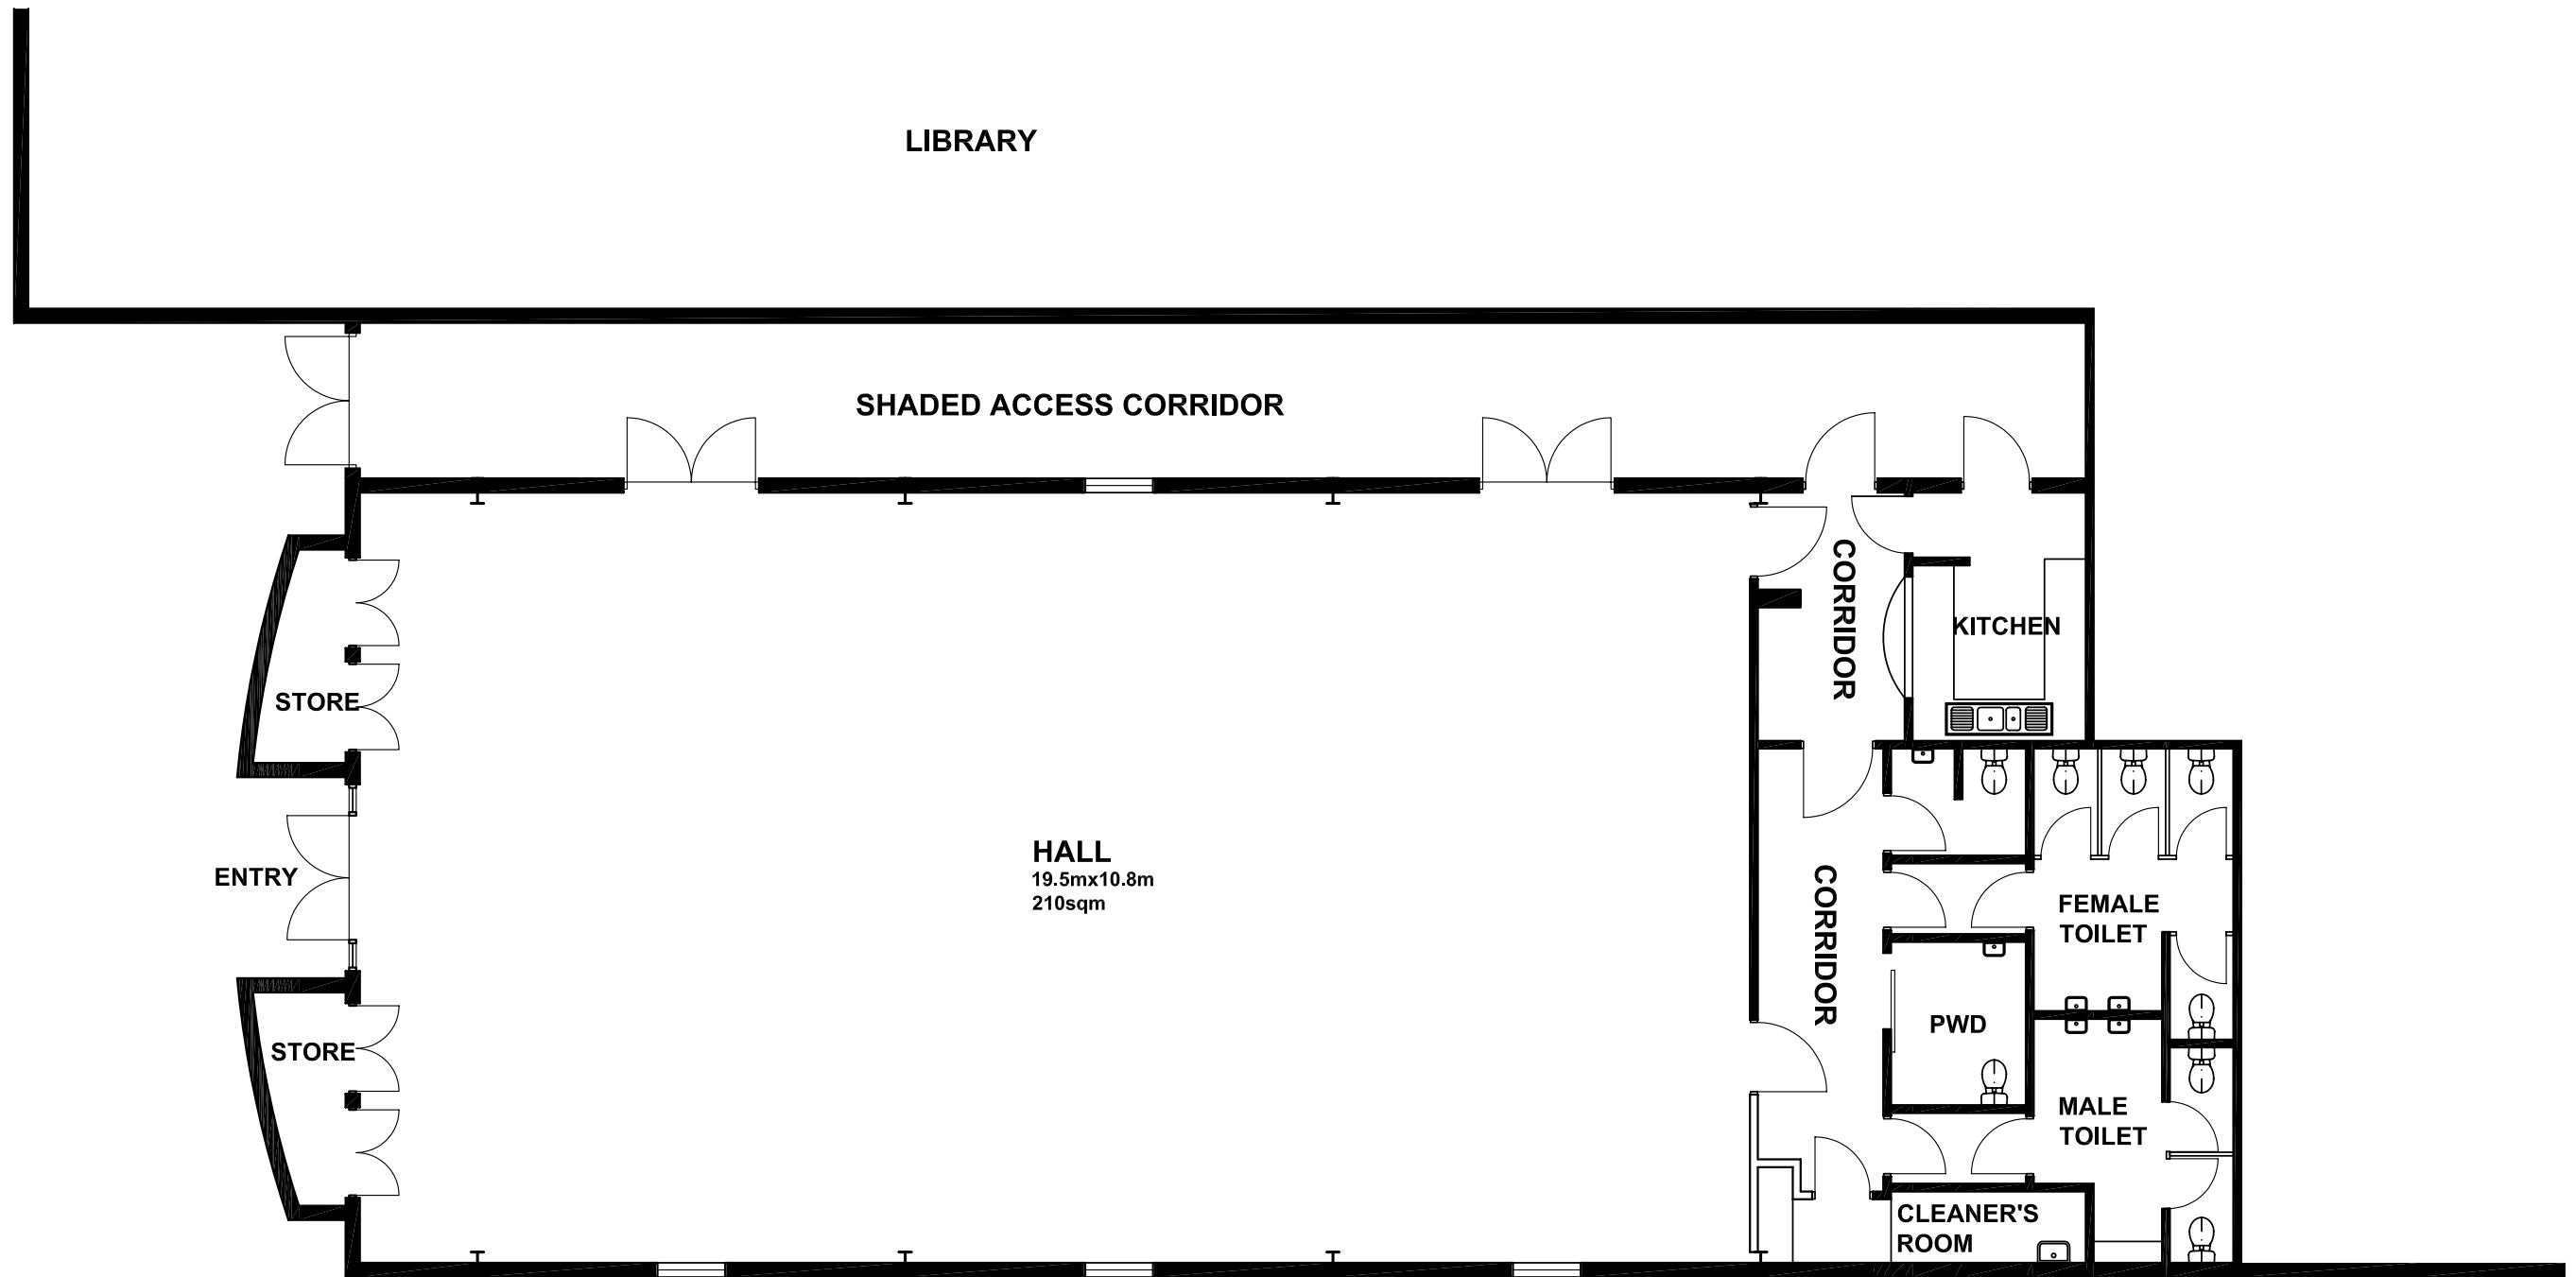 LIBRARY
SHADED ACCESS CORRIDOR
CORRIDOR
KITCHEN
STORE
HALL
19.5mx10.8m
210sqm
ENTRY
CORRIDOR
FEMALE
TOILET
PWD
STORE
MALE
TOILET
CLEANER'S
ROOM